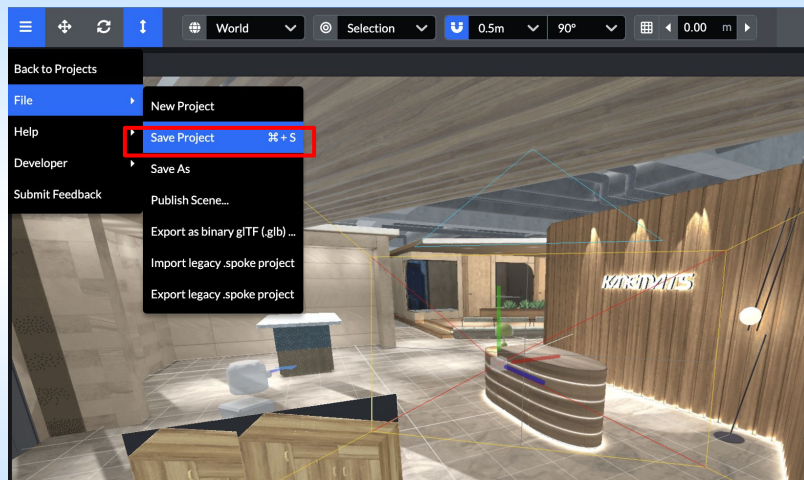 World
Selection
0.5m
90°
0.00 m
Back to Projects
File
Help
Developer
Submit Feedback
New Project
Save Project ⌘ + S
Save As
Publish Scene...
Export as binary glTF (.glb) ...
Import legacy .spoke project
Export legacy .spoke project